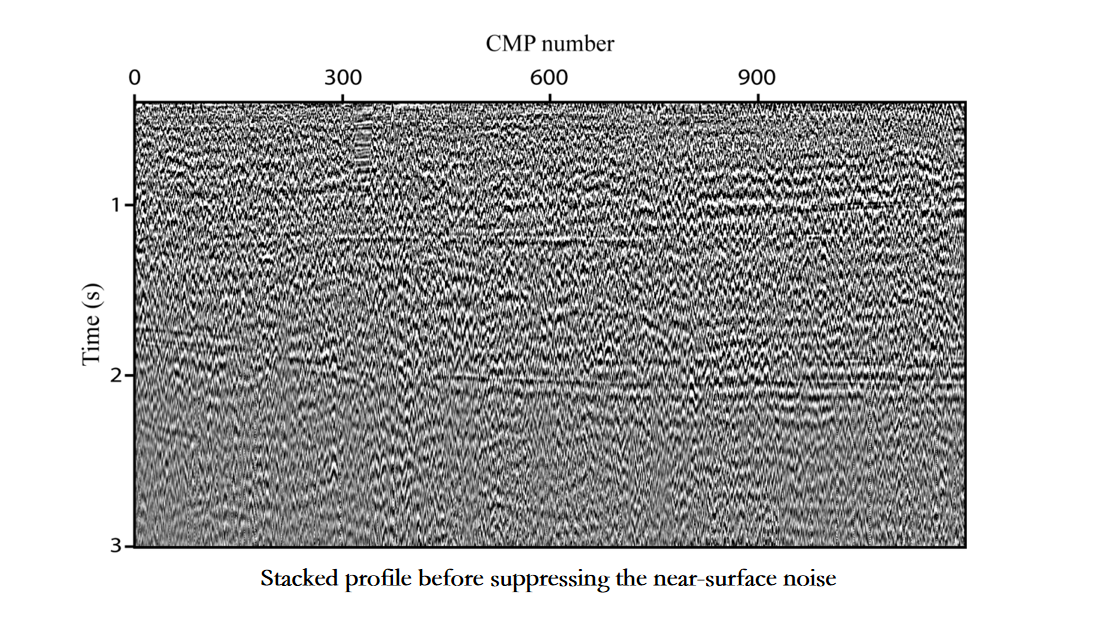 CMP number
0 300 600 900
Time (s)
1
2
3
Stacked profile before suppressing the near-surface noise